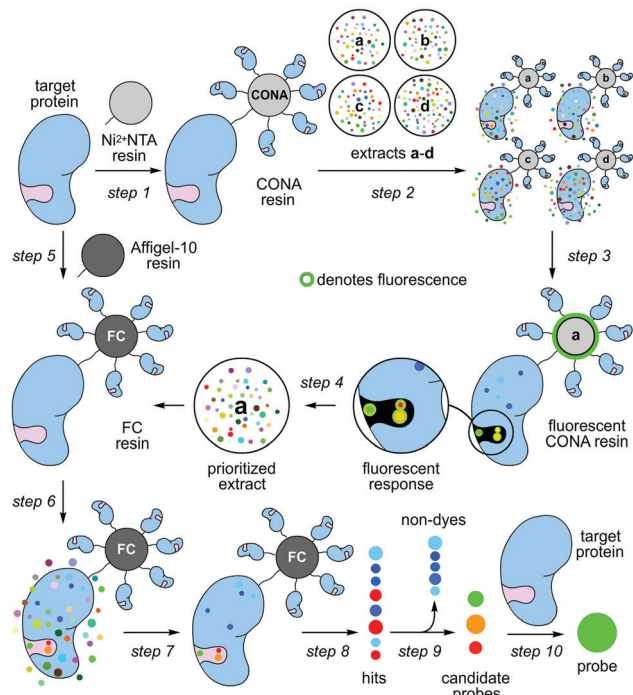 target
protein
Ni²⁺NTA
resin
step 1
CONA
CONA
resin
a
b
c
d
extracts a-d
step 2
a
b
c
d
step 3
step 5
Affigel-10
resin
denotes fluorescence
FC
FC
resin
a
prioritized
extract
step 4
fluorescent
response
a
fluorescent
CONA resin
step 6
FC
step 7
FC
step 8
hits
non-dyes
step 9
candidate
probes
target
protein
step 10
probe